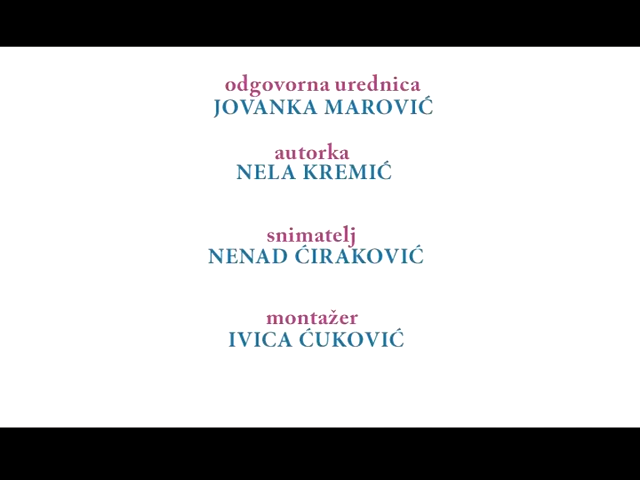 odgovorna urednica
JOVANKA MAROVIĆ
autorka
NELA KREMIĆ
snimatelj
NENAD ĆIRAKOVIĆ
montažer
IVICA ĆUKOVIĆ